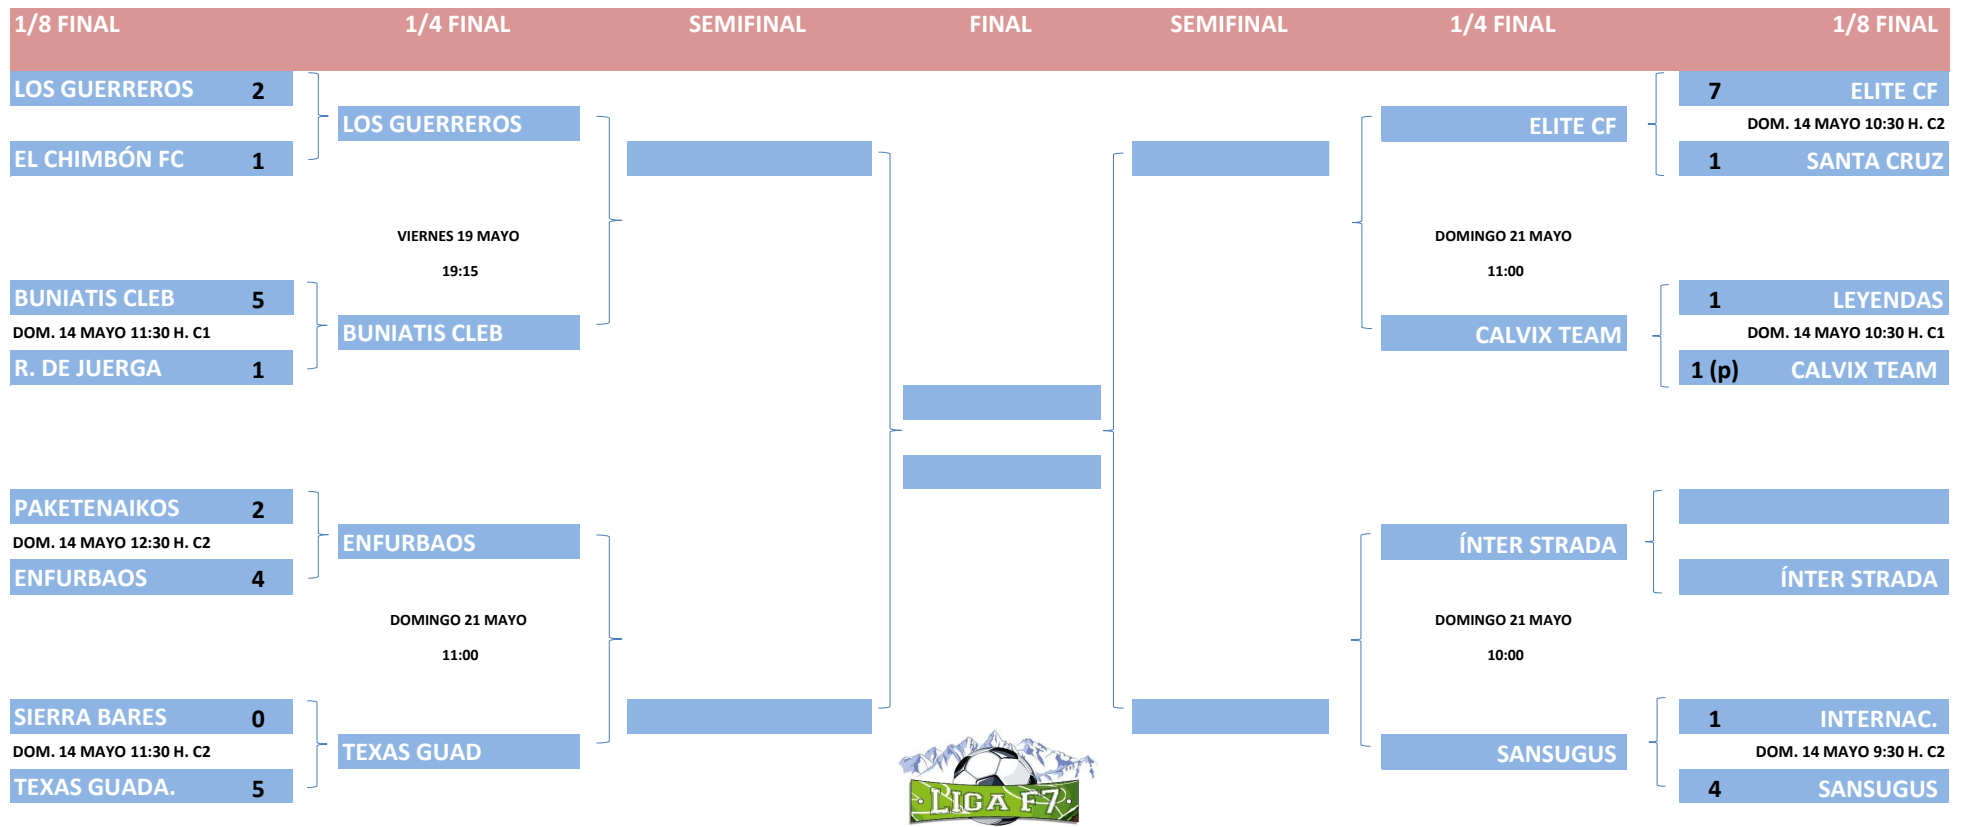 1/8 FINAL 1/4 FINAL SEMIFINAL FINAL SEMIFINAL 1/4 FINAL 1/8 FINAL
LOS GUERREROS 2
EL CHIMBÓN FC 1
BUNIATIS CLEB 5
DOM. 14 MAYO 11:30 H. C1
R. DE JUERGA 1
PAKETENAIKOS 2
DOM. 14 MAYO 12:30 H. C2
ENFURBAOS 4
SIERRA BARES 0
DOM. 14 MAYO 11:30 H. C2
TEXAS GUADA. 5
LOS GUERREROS
VIERNES 19 MAYO
19:15
BUNIATIS CLEB
ENFURBAOS
DOMINGO 21 MAYO
11:00
TEXAS GUAD
LIGA F7
ELITE CF
DOMINGO 21 MAYO
11:00
CALVIX TEAM
ÍNTER STRADA
DOMINGO 21 MAYO
10:00
SANSUGUS
7 ELITE CF
DOM. 14 MAYO 10:30 H. C2
1 SANTA CRUZ
1 LEYENDAS
DOM. 14 MAYO 10:30 H. C1
1 (p) CALVIX TEAM
ÍNTER STRADA
1 INTERNAC.
DOM. 14 MAYO 9:30 H. C2
4 SANSUGUS